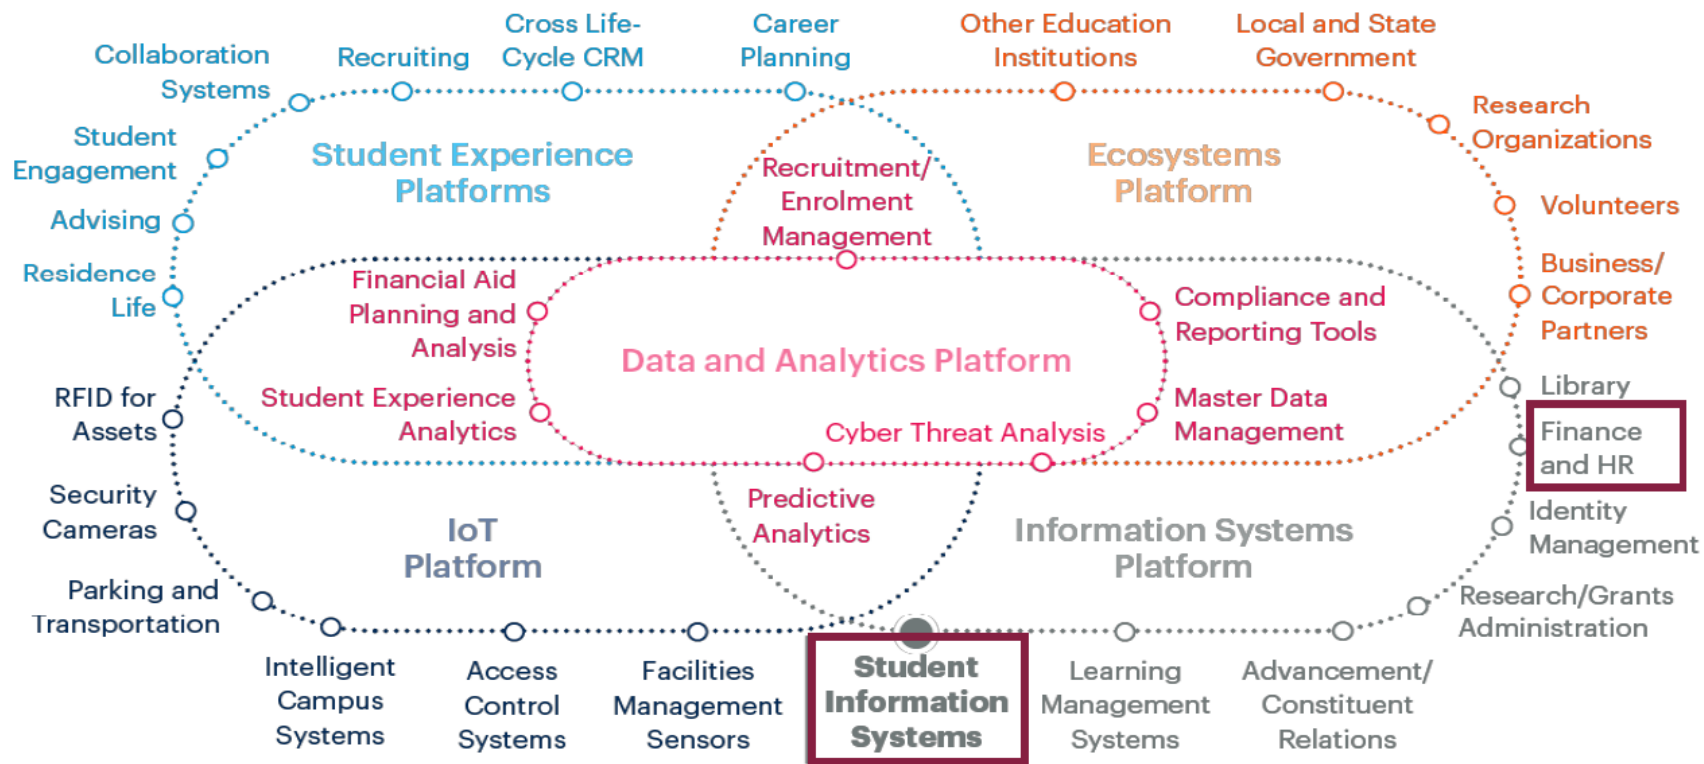 Collaboration
Systems
Recruiting
Cross Life-
Cycle CRM
Career
Planning
Other Education
Institutions
Local and State
Government
Research
Organizations
Student
Engagement
Student Experience
Platforms
Recruitment/
Enrolment
Management
Ecosystems
Platform
Advising
Volunteers
Residence
Life
Financial Aid
Planning and
Analysis
Compliance and
Reporting Tools
Business/
Corporate
Partners
Data and Analytics Platform
RFID for
Assets
Student Experience
Analytics
Cyber Threat Analysis
Master Data
Management
Library
Finance
and HR
Security
Cameras
IoT
Platform
Predictive
Analytics
Information Systems
Platform
Identity
Management
Parking and
Transportation
Research/Grants
Administration
Intelligent
Campus
Systems
Access
Control
Systems
Facilities
Management
Sensors
Student
Information
Systems
Learning
Management
Systems
Advancement/
Constituent
Relations